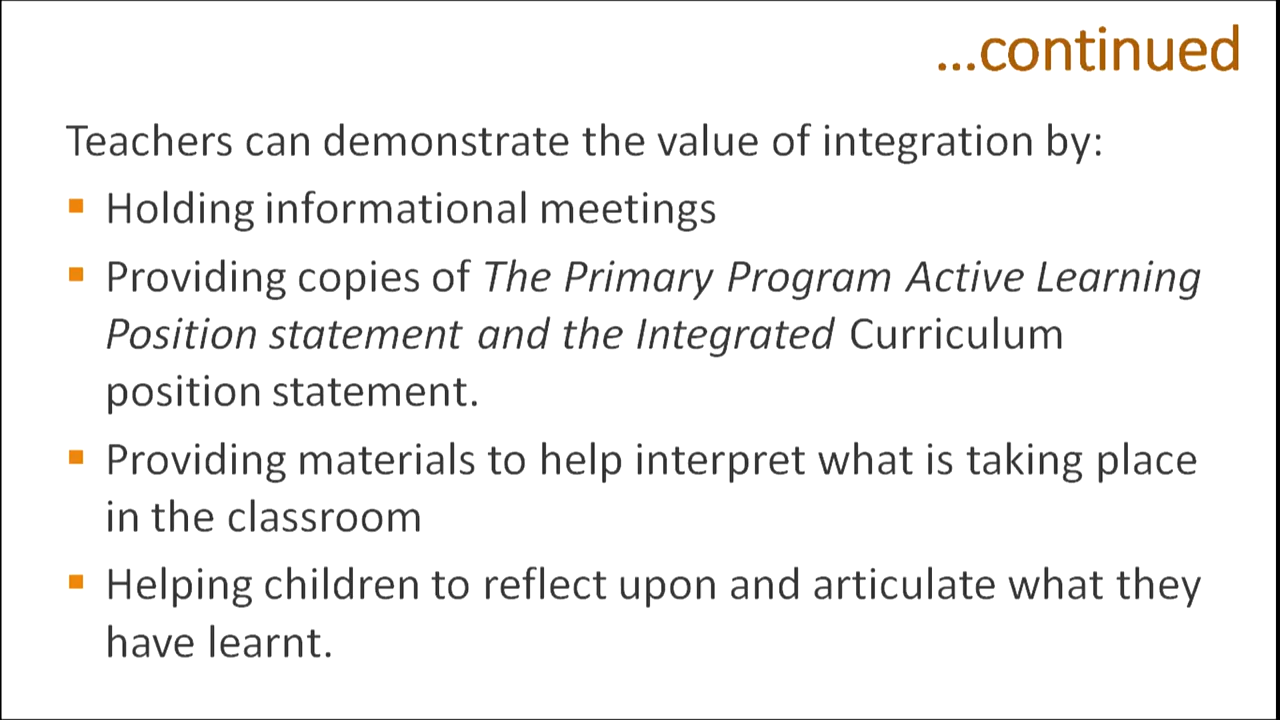 ...continued
Teachers can demonstrate the value of integration by:
▪ Holding informational meetings
▪ Providing copies of The Primary Program Active Learning
Position statement and the Integrated Curriculum
position statement.
▪ Providing materials to help interpret what is taking place
in the classroom
▪ Helping children to reflect upon and articulate what they
have learnt.